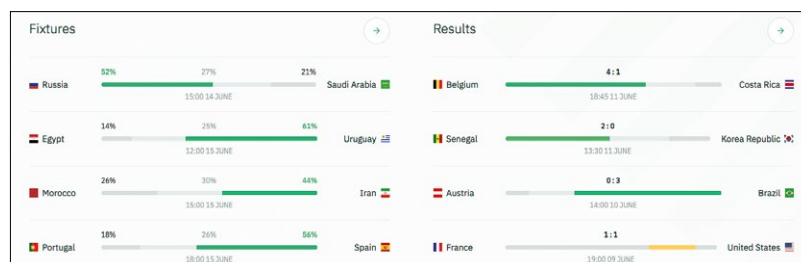 Fixtures
52% 27% 21%
Russia Saudi Arabia
15:00 14 JUNE
14% 25% 61%
Egypt Uruguay
12:00 15 JUNE
26% 30% 44%
Morocco Iran
15:00 15 JUNE
18% 26% 56%
Portugal Spain
18:00 15 JUNE
Results
4:1
Belgium Costa Rica
18:45 11 JUNE
2:0
Senegal Korea Republic
13:30 11 JUNE
0:3
Austria Brazil
14:00 10 JUNE
1:1
France United States
19:00 09 JUNE